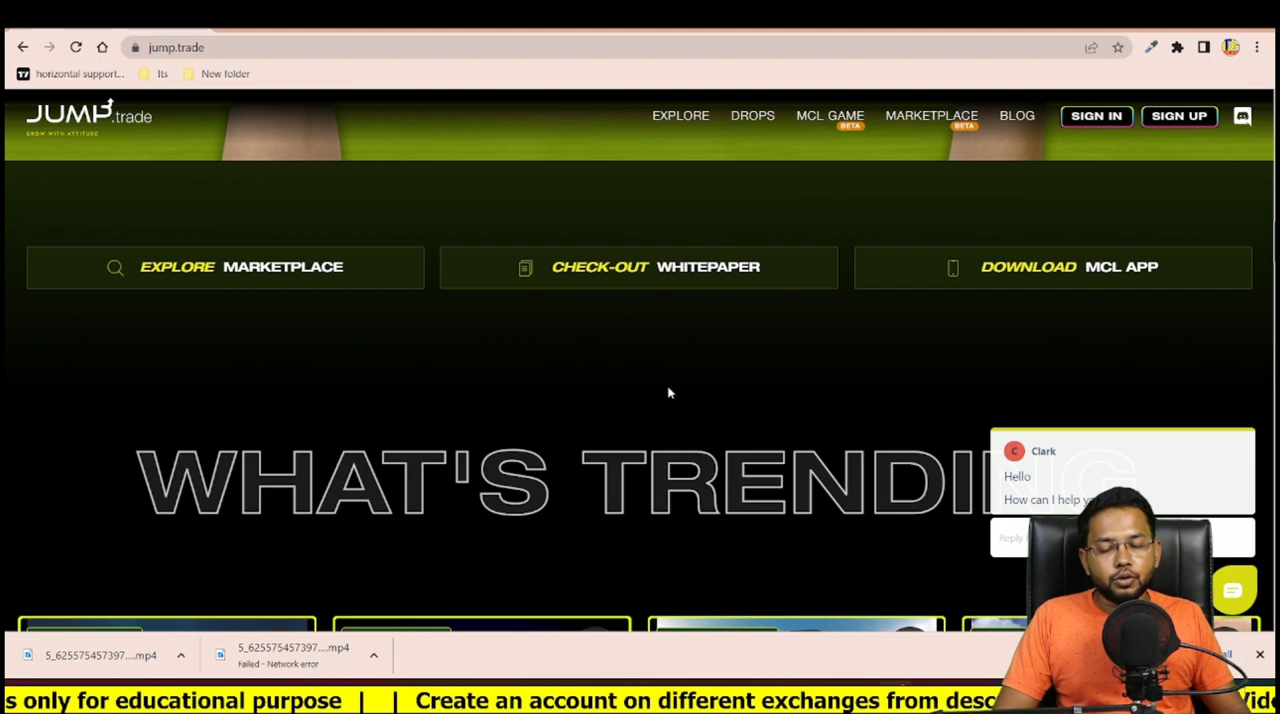 jump.trade
horizontal support...
Its
New folder
JUMP.trade
GROW WITH ATTITUDE
EXPLORE
DROPS
MCL GAME
BETA
MARKETPLACE
BETA
BLOG
SIGN IN
SIGN UP
EXPLORE MARKETPLACE
CHECK-OUT WHITEPAPER
DOWNLOAD MCL APP
WHAT'S TRENDING
C
Clark
Hello
How can I help
Reply
5_625575457397....mp4
5_625575457397....mp4
Failed - Network error
s only for educational purpose | | Create an account on different exchanges from